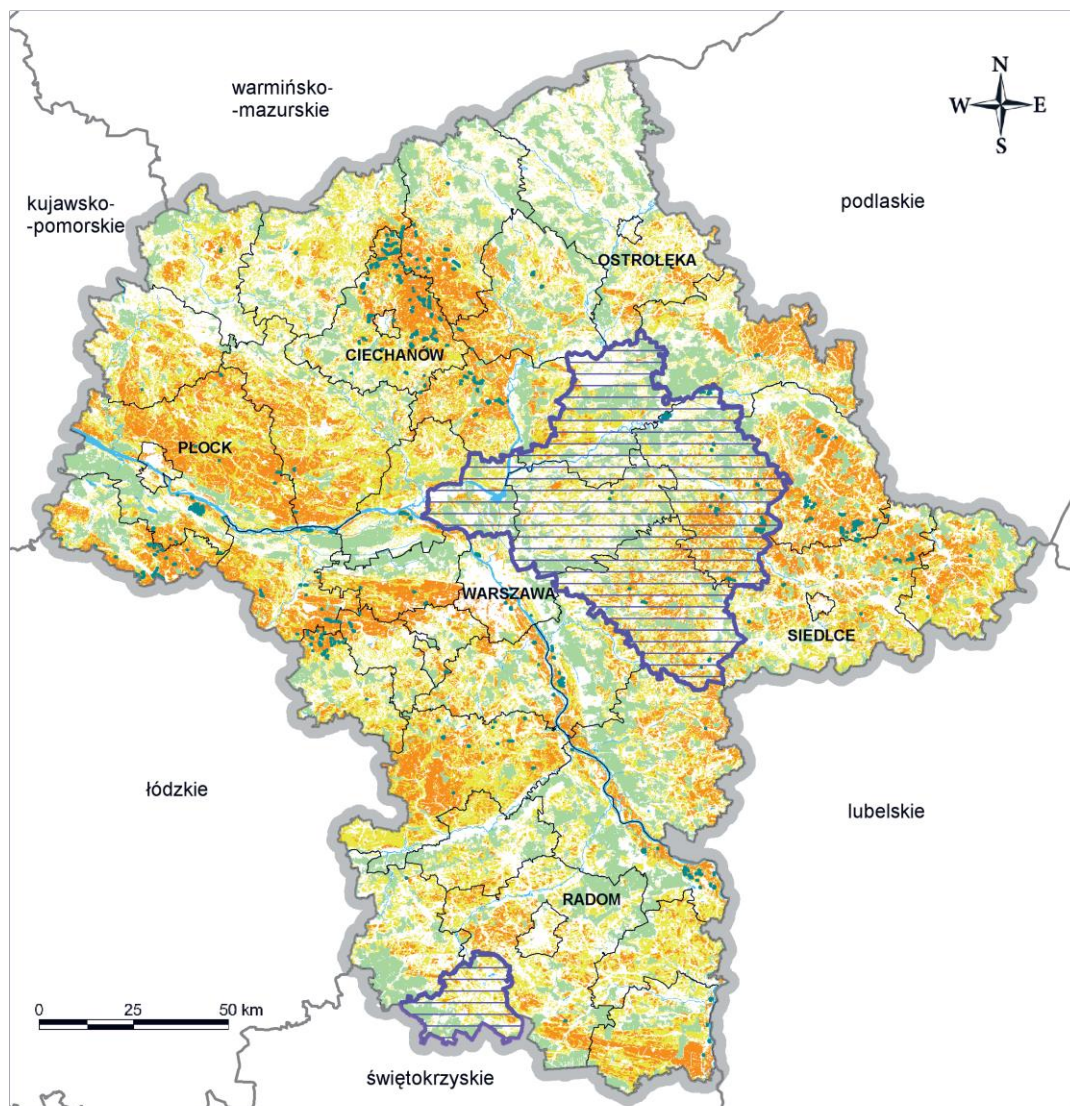 warmińsko-
-mazurskie
N
W E
S
kujawsko-
-pomorskie
podlaskie
OSTROŁĘKA
CIECHANÓW
PŁOCK
WARSZAWA
SIEDLCE
łódzkie
lubelskie
RADOM
0 25 50 km
świętokrzyskie